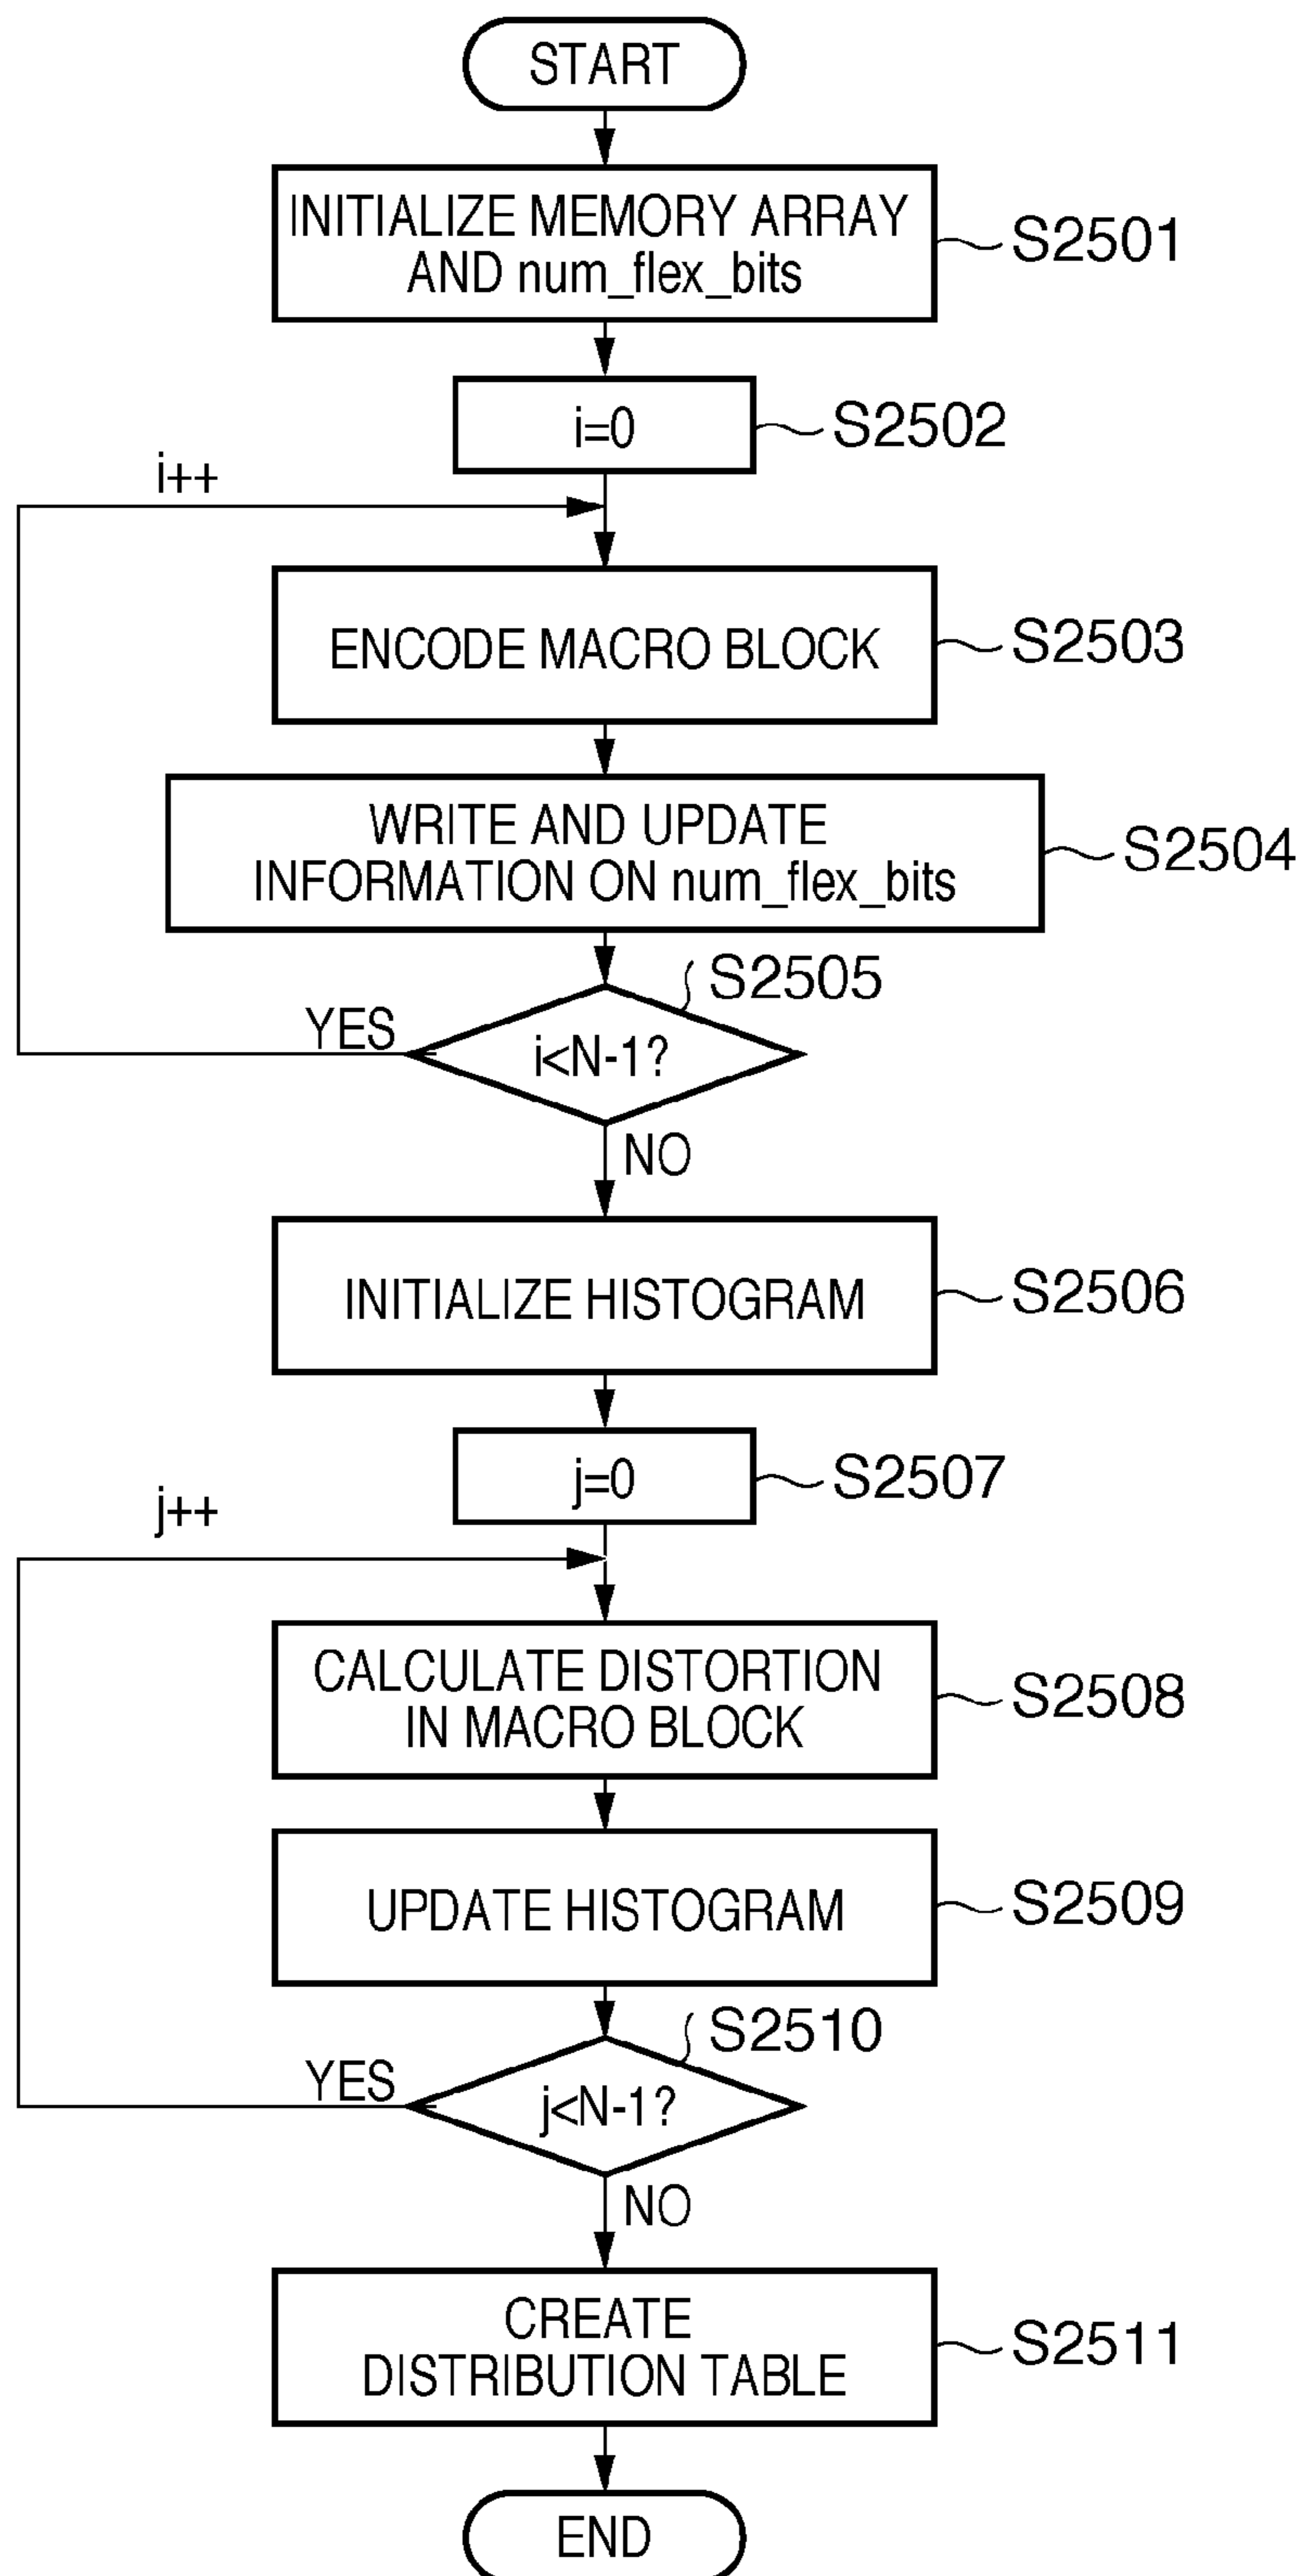 START
INITIALIZE MEMORY ARRAY
AND num_flex_bits
S2501
i=0
S2502
i++
ENCODE MACRO BLOCK
S2503
WRITE AND UPDATE
INFORMATION ON num_flex_bits
S2504
S2505
YES
i<N-1?
NO
INITIALIZE HISTOGRAM
S2506
j=0
S2507
j++
CALCULATE DISTORTION
IN MACRO BLOCK
S2508
UPDATE HISTOGRAM
S2509
S2510
YES
j<N-1?
NO
CREATE
DISTRIBUTION TABLE
S2511
END